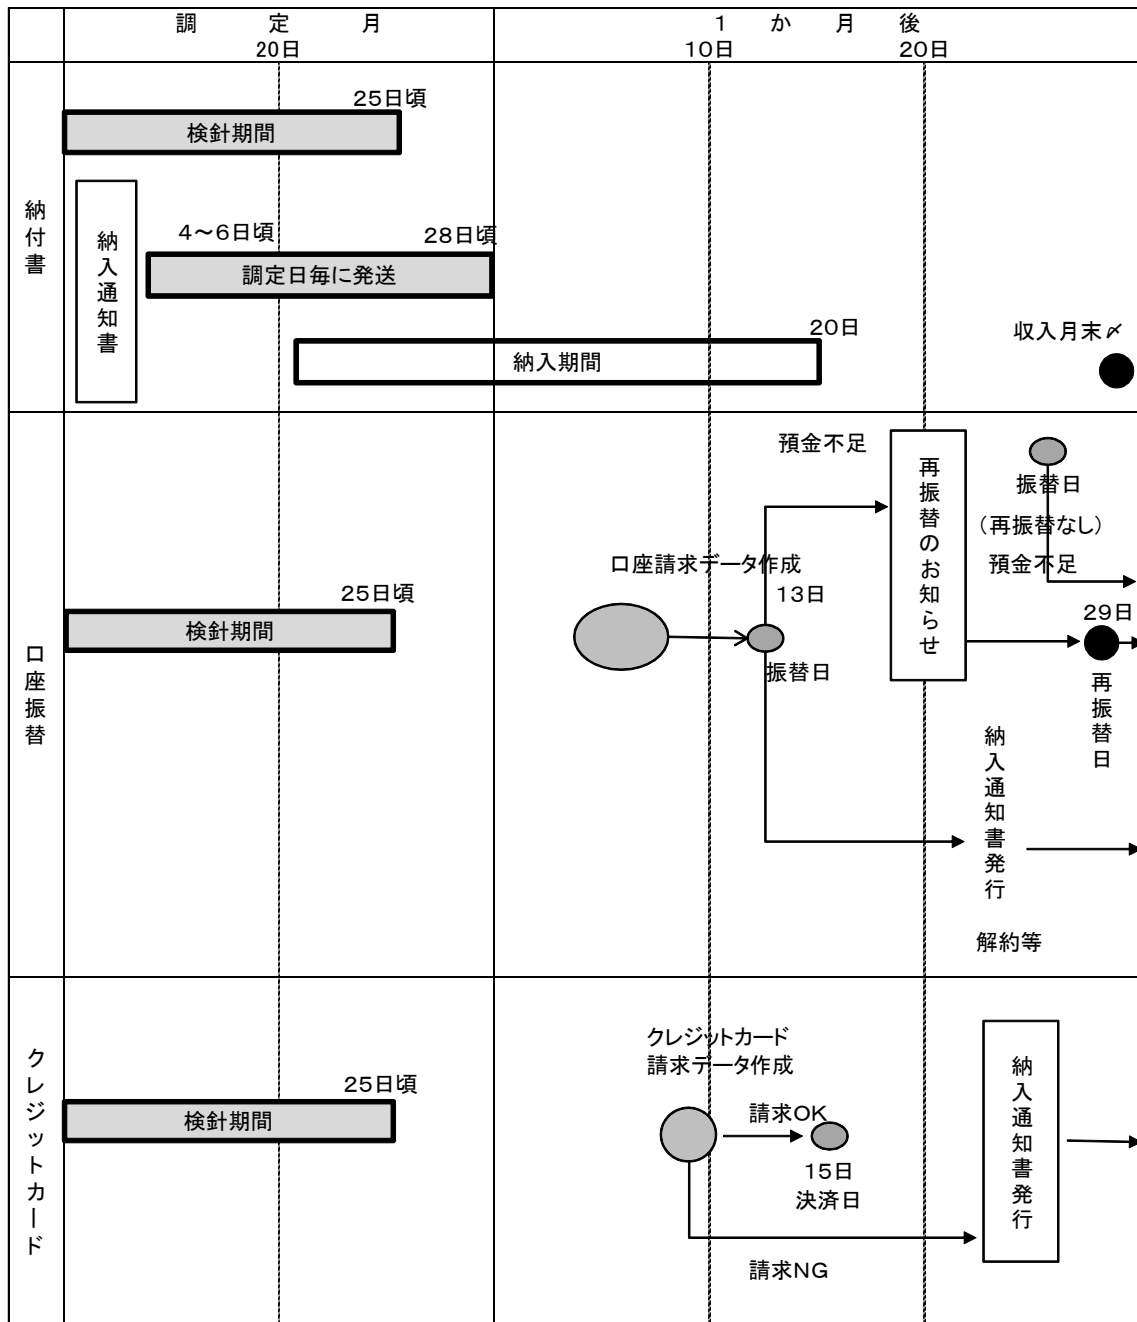 調定月
20日
1か月後
10日
20日
納付書
25日頃
検針期間
納入通知書
4～6日頃
28日頃
調定日毎に発送
20日
納入期間
収入月末〆
口座振替
25日頃
検針期間
口座請求データ作成
13日
振替日
預金不足
再振替のお知らせ
振替日
（再振替なし）
預金不足
29日
再振替日
納入通知書発行
解約等
クレジットカード
25日頃
検針期間
クレジットカード
請求データ作成
請求OK
15日
決済日
請求NG
納入通知書発行